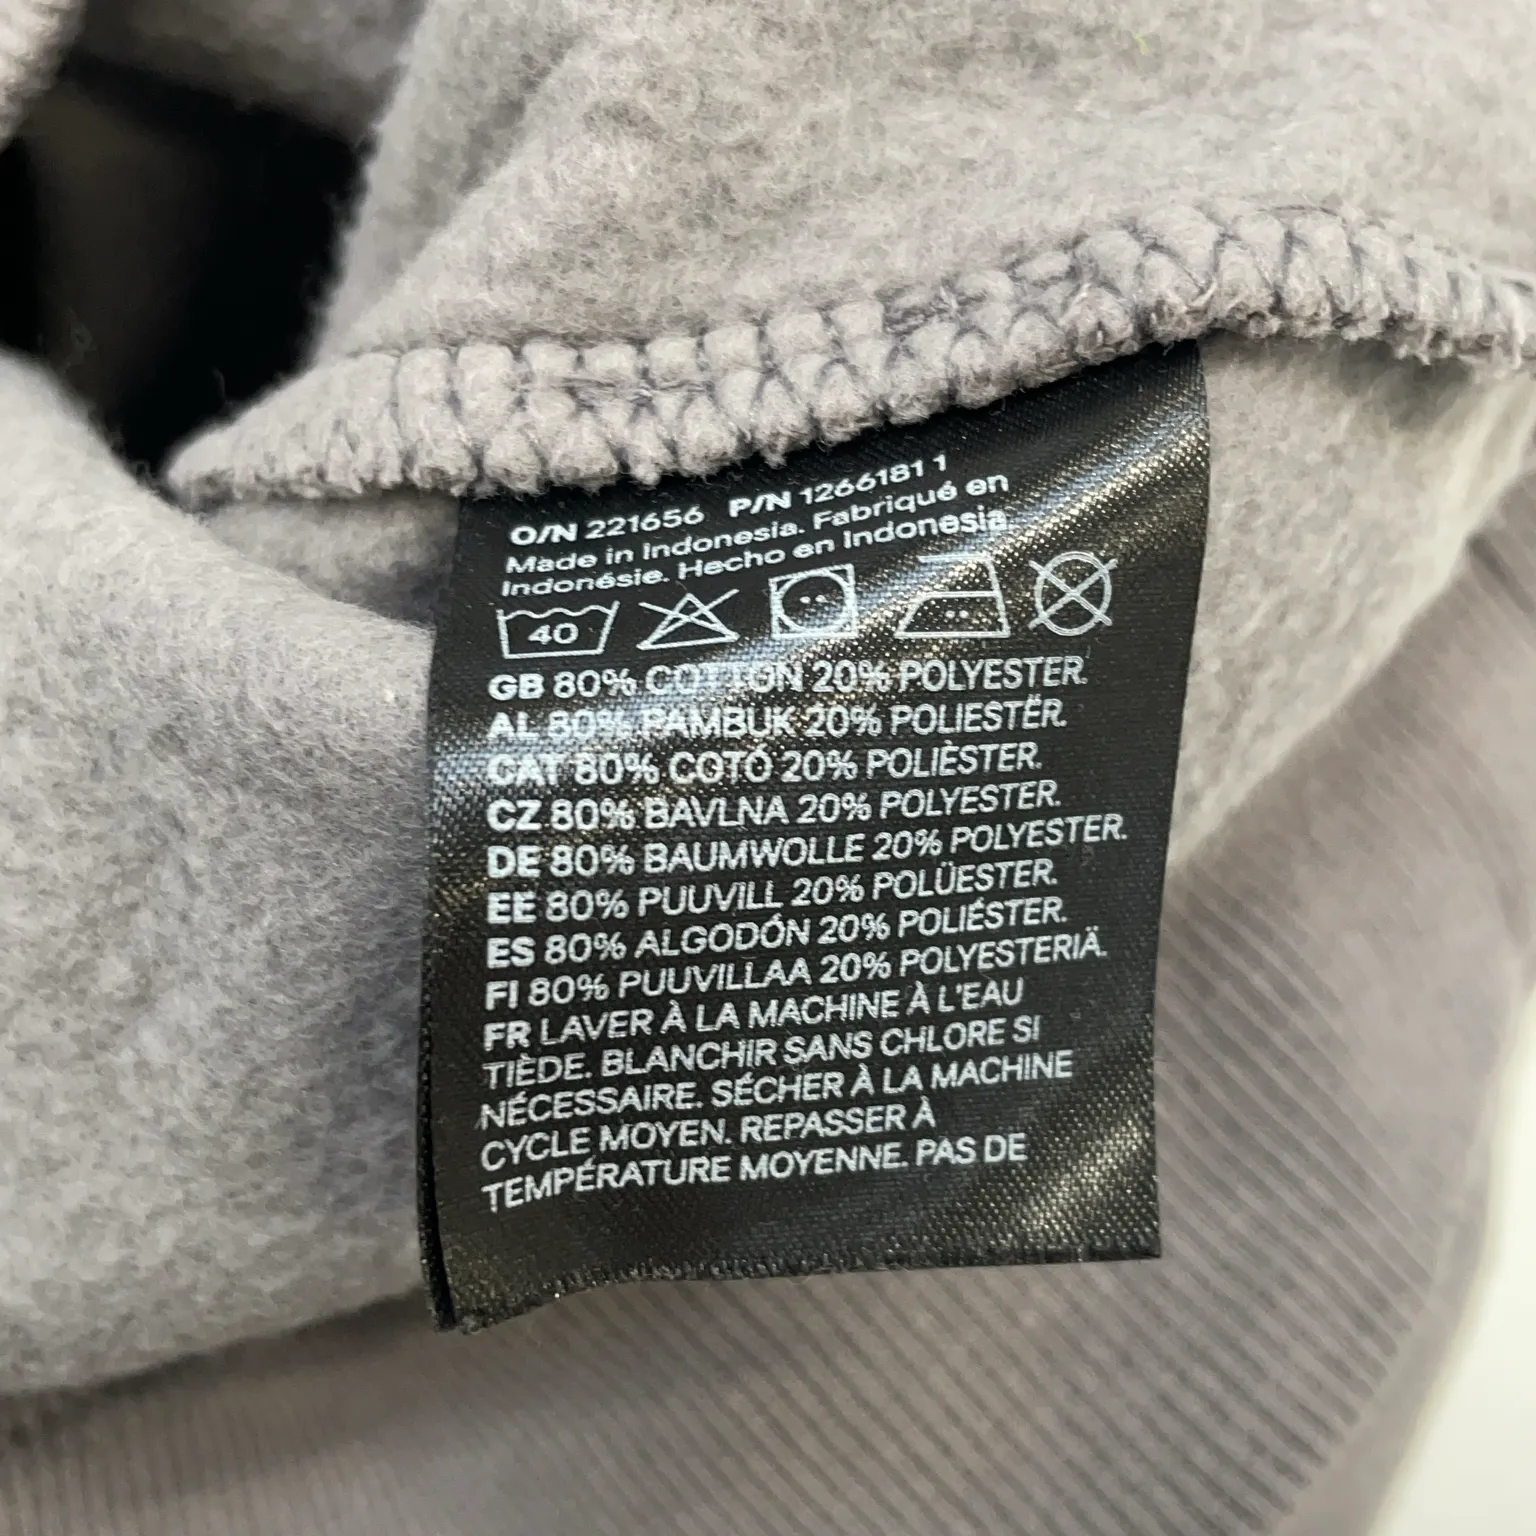 O/N 221656 P/N 1266181 1
Made in Indonesia. Fabriqué en
Indonésie. Hecho en Indonesia.
40
GB 80% COTTON 20% POLYESTER.
AL 80% PAMBUK 20% POLIESTËR.
CAT 80% COTÓ 20% POLIÈSTER.
CZ 80% BAVLNA 20% POLYESTER.
DE 80% BAUMWOLLE 20% POLYESTER.
EE 80% PUUVILL 20% POLÜESTER.
ES 80% ALGODÓN 20% POLIÉSTER.
FI 80% PUUVILLAA 20% POLYESTERIÄ.
FR LAVER À LA MACHINE À L'EAU
TIÈDE. BLANCHIR SANS CHLORE SI
NÉCESSAIRE. SÉCHER À LA MACHINE
CYCLE MOYEN. REPASSER À
TEMPÉRATURE MOYENNE. PAS DE